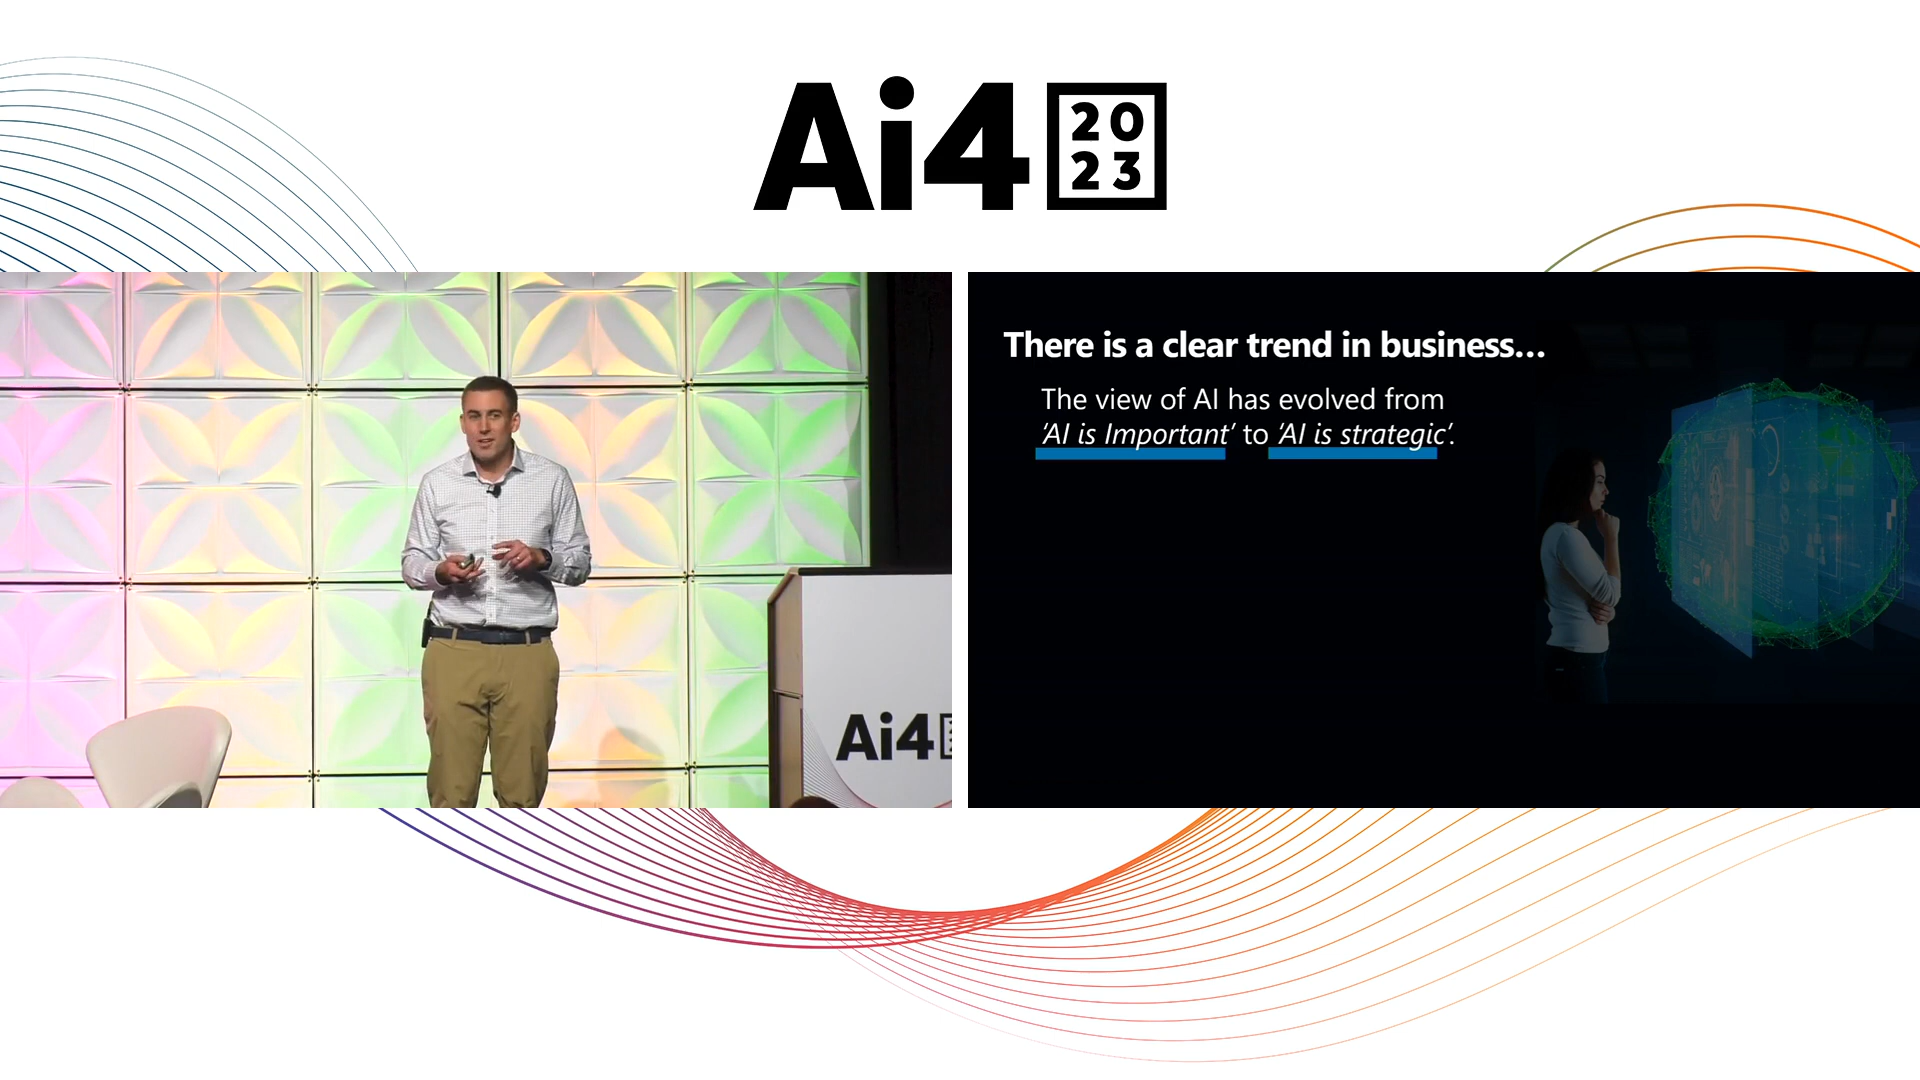 Ai4 20
23
There is a clear trend in business...
The view of AI has evolved from
'AI is Important' to 'AI is strategic'.
Ai4